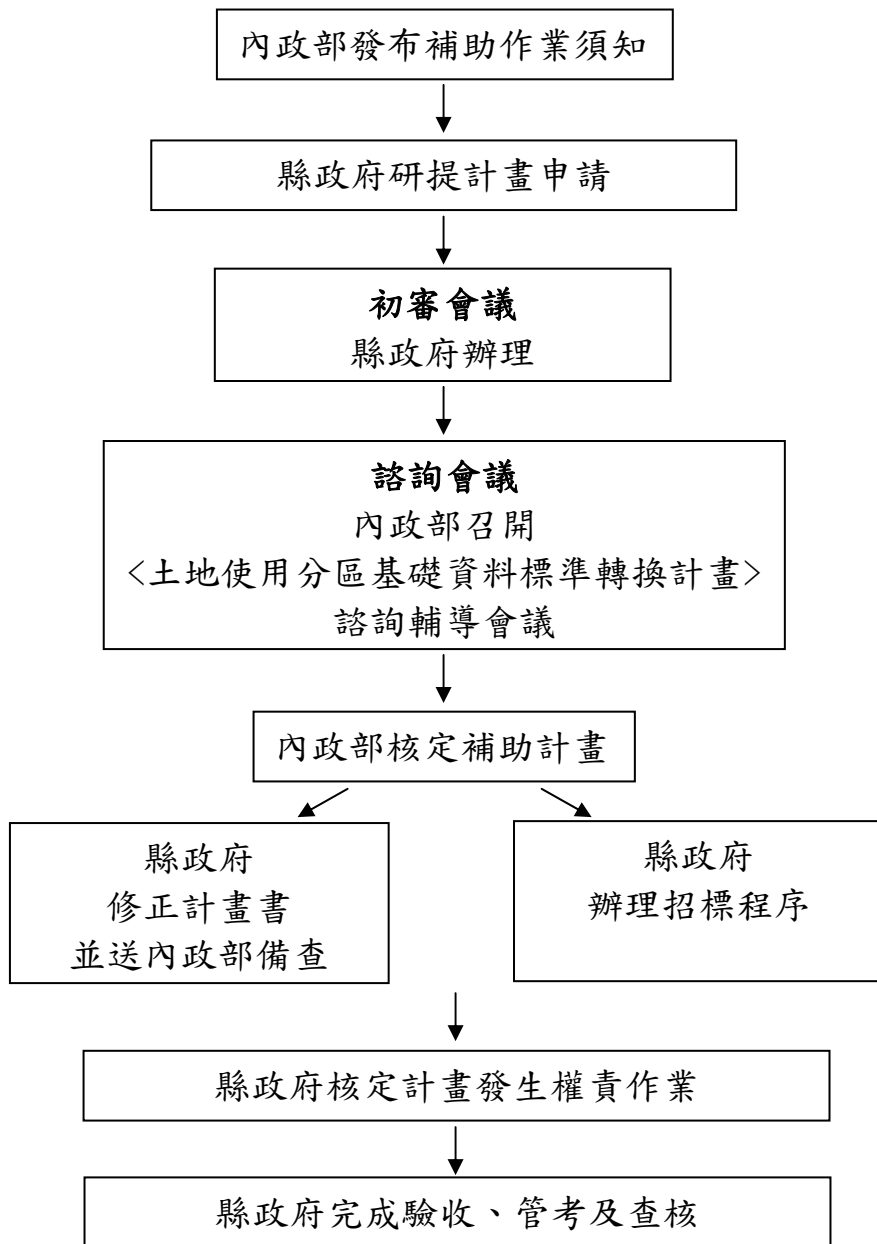 內政部發布補助作業須知
縣政府研提計畫申請
初審會議
縣政府辦理
諮詢會議
內政部召開
<土地使用分區基礎資料標準轉換計畫>
諮詢輔導會議
內政部核定補助計畫
縣政府
修正計畫書
並送內政部備查
縣政府
辦理招標程序
縣政府核定計畫發生權責作業
縣政府完成驗收、管考及查核